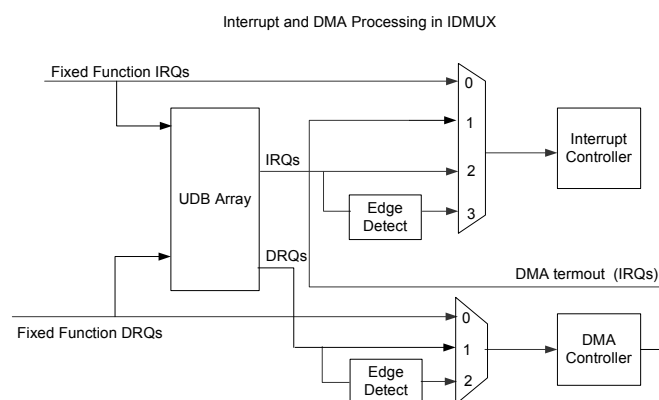 Interrupt and DMA Processing in IDMUX
Fixed Function IRQs
0
1
Interrupt
Controller
IRQs
2
UDB Array
Edge
Detect
3
DRQs
DMA termout (IRQs)
Fixed Function DRQs
0
1
DMA
Controller
Edge
Detect
2